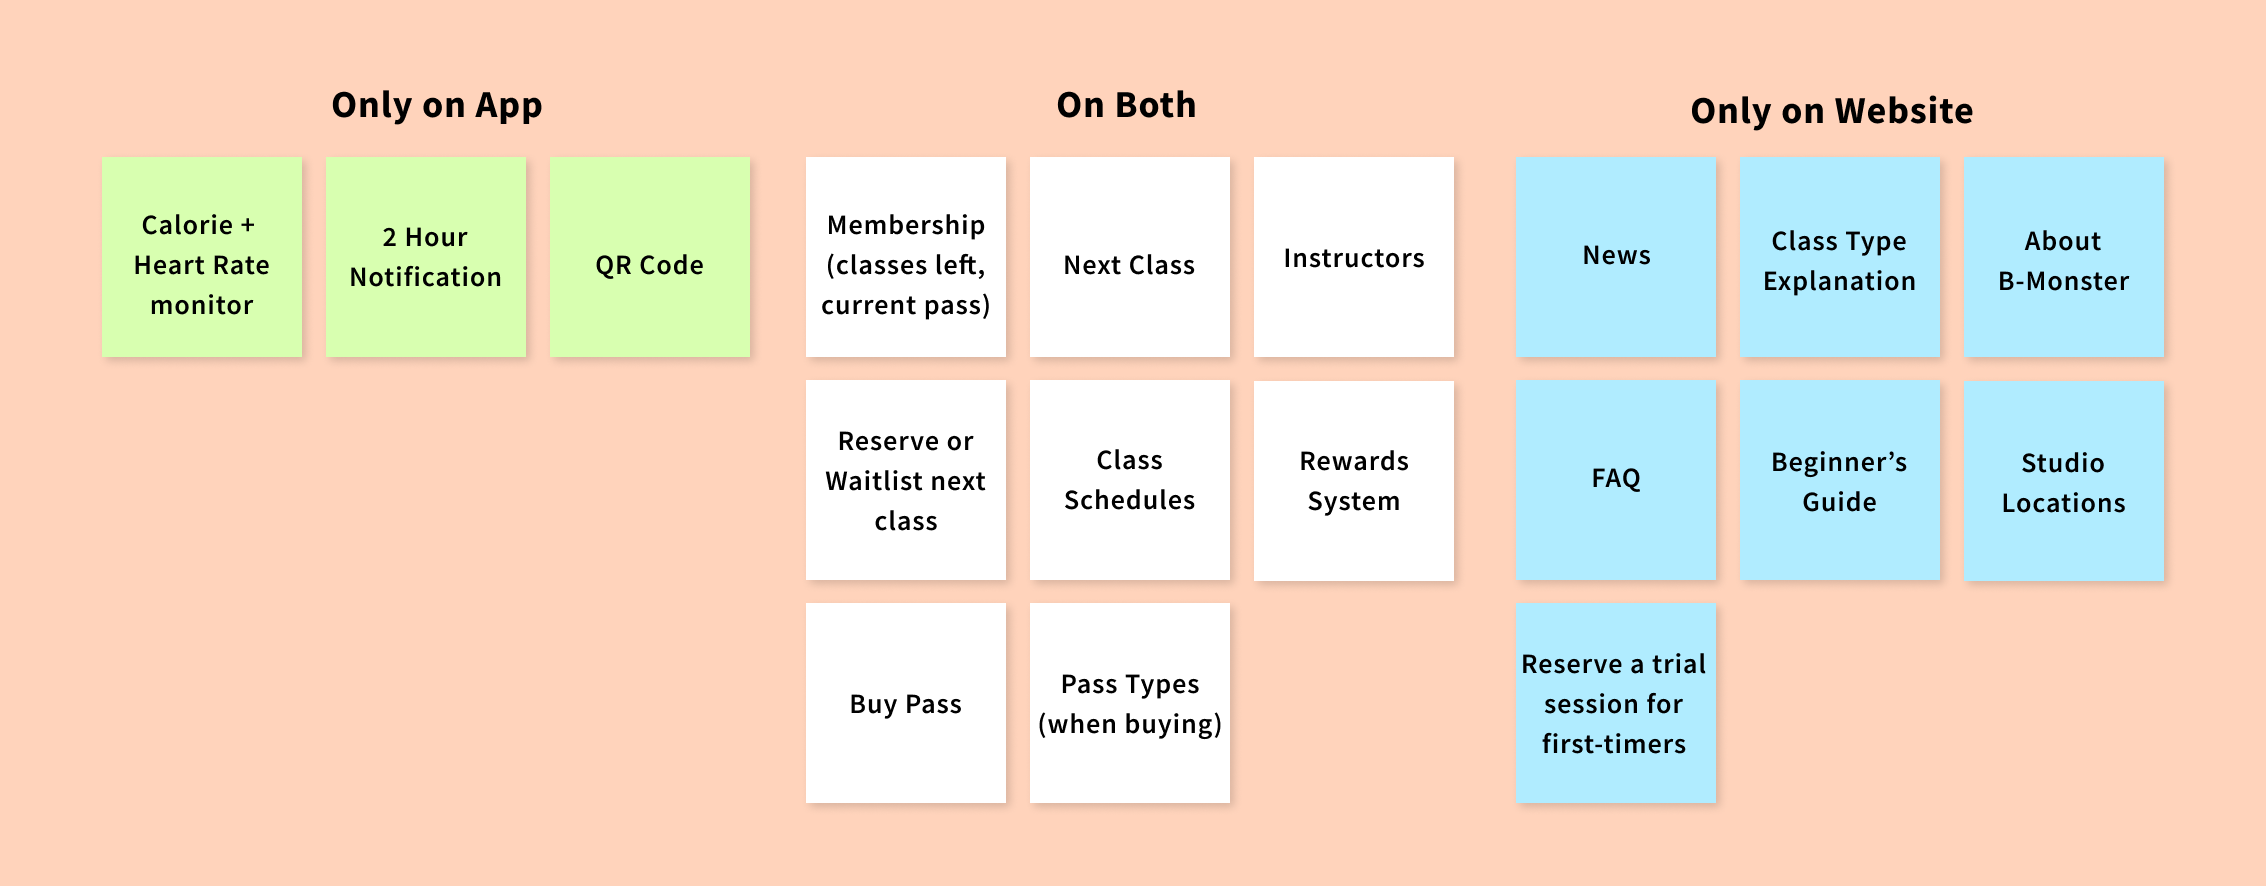 Only on App
Calorie +
Heart Rate
monitor
2 Hour
Notification
QR Code
On Both
Membership
(classes left,
current pass)
Next Class
Instructors
Reserve or
Waitlist next
class
Class
Schedules
Rewards
System
Buy Pass
Pass Types
(when buying)
Only on Website
News
Class Type
Explanation
About
B-Monster
FAQ
Beginner’s
Guide
Studio
Locations
Reserve a trial
session for
first-timers